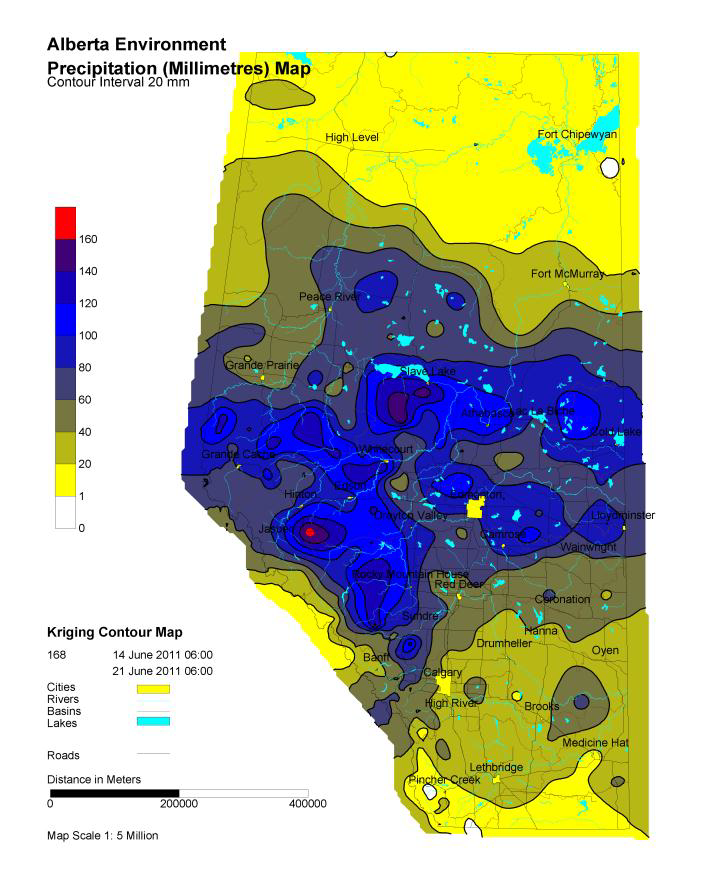 Alberta Environment
Precipitation (Millimetres) Map
Contour Interval 20 mm
High Level
Fort Chipewyan
Fort McMurray
Peace River
Grande Prairie
Slave Lake
Athabasca
Lac La Biche
Cold Lake
Whitecourt
Grande Cache
Edson
Hinton
Edmonton
Drayton Valley
Lloydminster
Jasper
Camrose
Wainwright
Rocky Mountain House
Red Deer
Coronation
Sundre
Hanna
Drumheller
Oyen
Banff
Calgary
High River
Brooks
Medicine Hat
Lethbridge
Pincher Creek
160
140
120
100
80
60
40
20
1
0
Kriging Contour Map
168 14 June 2011 06:00
21 June 2011 06:00
Cities
Rivers
Basins
Lakes
Roads
Distance in Meters
0 200000 400000
Map Scale 1: 5 Million